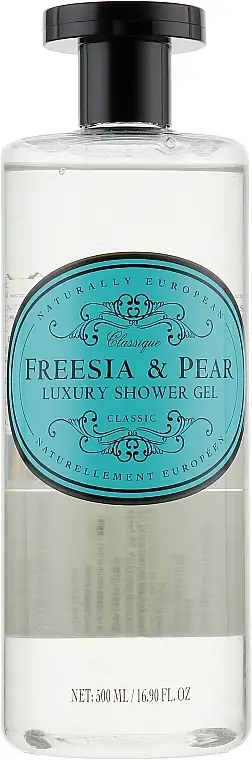 NATURALLY EUROPEAN
Classique
FREESIA & PEAR
LUXURY SHOWER GEL
CLASSIC
NATURELLEMENT EUROPÉEN
NET: 500 ML / 16.90 FL. OZ